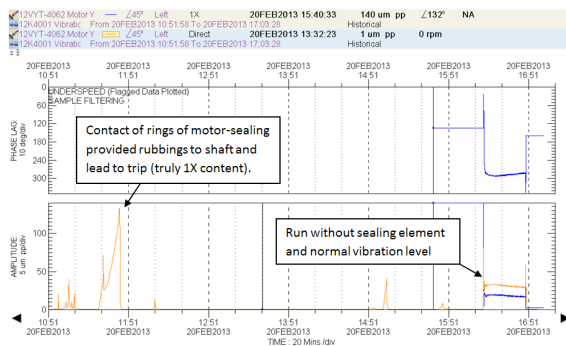 12VYT-4062 Motor Y ∠45° Left 1X 20FEB2013 15:40:33 140 um pp ∠132° NA
12K4001 Vibratic From 20FEB2013 10:51:58 To 20FEB2013 17:03:28 Historical
12VYT-4062 Motor Y ∠45° Left Direct 20FEB2013 13:32:23 1 um pp 0 rpm
12K4001 Vibratic From 20FEB2013 10:51:58 To 20FEB2013 17:03:28 Historical
20FEB2013 20FEB2013 20FEB2013 20FEB2013 20FEB2013 20FEB2013 20FEB2013
10:51 11:51 12:51 13:51 14:51 15:51 16:51
0
UNDERSPEED (Flagged Data Plotted)
SAMPLE FILTERING
60
120
180
240
300
PHASE LAG:
10 deg/div
Contact of rings of motor-sealing
provided rubbings to shaft and
lead to trip (truly 1X content).
Run without sealing element
and normal vibration level
100
50
0
AMPLITUDE:
5 um pp/div
10:51 11:51 12:51 13:51 14:51 15:51 16:51
20FEB2013 20FEB2013 20FEB2013 20FEB2013 20FEB2013 20FEB2013 20FEB2013
TIME : 20 Mins /div